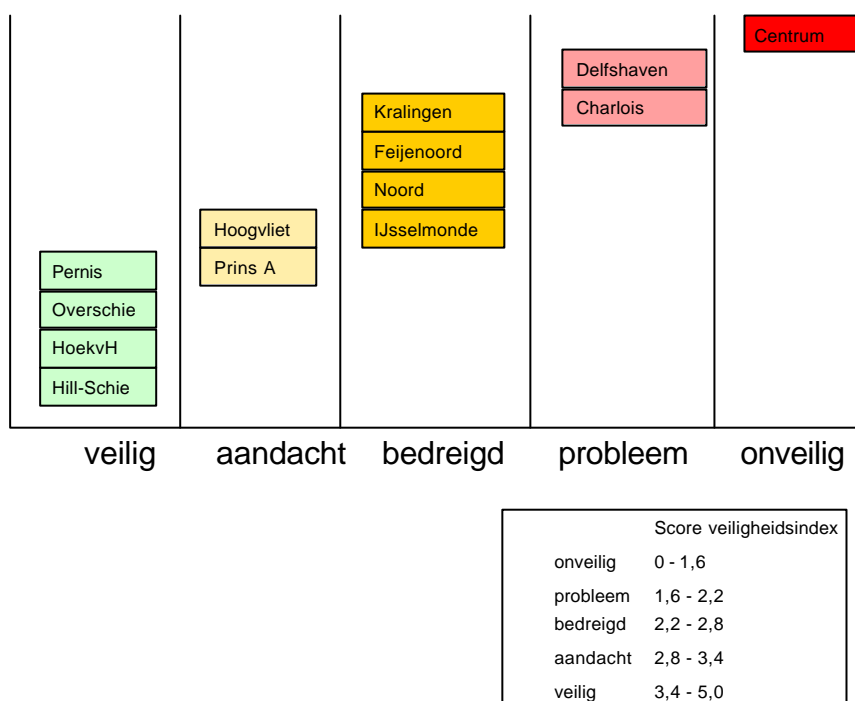 Centrum
Delfshaven
Charlois
Kralingen
Feijenoord
Noord
IJsselmonde
Hoogvliet
Prins A
Pernis
Overschie
HoekvH
Hill-Schie
veilig aandacht bedreigd probleem onveilig
Score veiligheidsindex
onveilig 0 - 1,6
probleem 1,6 - 2,2
bedreigd 2,2 - 2,8
aandacht 2,8 - 3,4
veilig 3,4 - 5,0